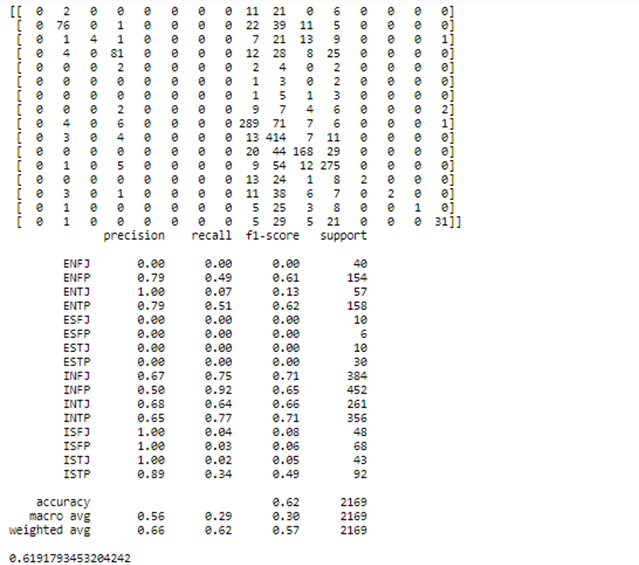 [[ 0 2 0 0 0 0 0 0 11 21 0 6 0 0 0 0]
[ 0 76 0 1 0 0 0 0 22 39 11 5 0 0 0 0]
[ 0 1 4 1 0 0 0 0 7 21 13 9 0 0 0 1]
[ 0 4 0 81 0 0 0 0 12 28 8 25 0 0 0 0]
[ 0 0 0 2 0 0 0 0 2 4 0 2 0 0 0 0]
[ 0 0 0 0 0 0 0 0 1 3 0 2 0 0 0 0]
[ 0 0 0 0 0 0 0 0 1 5 1 3 0 0 0 0]
[ 0 0 0 2 0 0 0 0 9 7 4 6 0 0 0 2]
[ 0 4 0 6 0 0 0 0 289 71 7 6 0 0 0 1]
[ 0 3 0 4 0 0 0 0 13 414 7 11 0 0 0 0]
[ 0 0 0 0 0 0 0 0 20 44 168 29 0 0 0 0]
[ 0 1 0 5 0 0 0 0 9 54 12 275 0 0 0 0]
[ 0 0 0 0 0 0 0 0 13 24 1 8 2 0 0 0]
[ 0 3 0 1 0 0 0 0 11 38 6 7 0 2 0 0]
[ 0 1 0 0 0 0 0 0 5 25 3 8 0 0 1 0]
[ 0 1 0 0 0 0 0 0 5 29 5 21 0 0 0 31]]
precision recall f1-score support
ENFJ 0.00 0.00 0.00 40
ENFP 0.79 0.49 0.61 154
ENTJ 1.00 0.07 0.13 57
ENTP 0.79 0.51 0.62 158
ESFJ 0.00 0.00 0.00 10
ESFP 0.00 0.00 0.00 6
ESTJ 0.00 0.00 0.00 10
ESTP 0.00 0.00 0.00 30
INFJ 0.67 0.75 0.71 384
INFP 0.50 0.92 0.65 452
INTJ 0.68 0.64 0.66 261
INTP 0.65 0.77 0.71 356
ISFJ 1.00 0.04 0.08 48
ISFP 1.00 0.03 0.06 68
ISTJ 1.00 0.02 0.05 43
ISTP 0.89 0.34 0.49 92
accuracy 0.62 2169
macro avg 0.56 0.29 0.30 2169
weighted avg 0.66 0.62 0.57 2169
0.6191793453204242